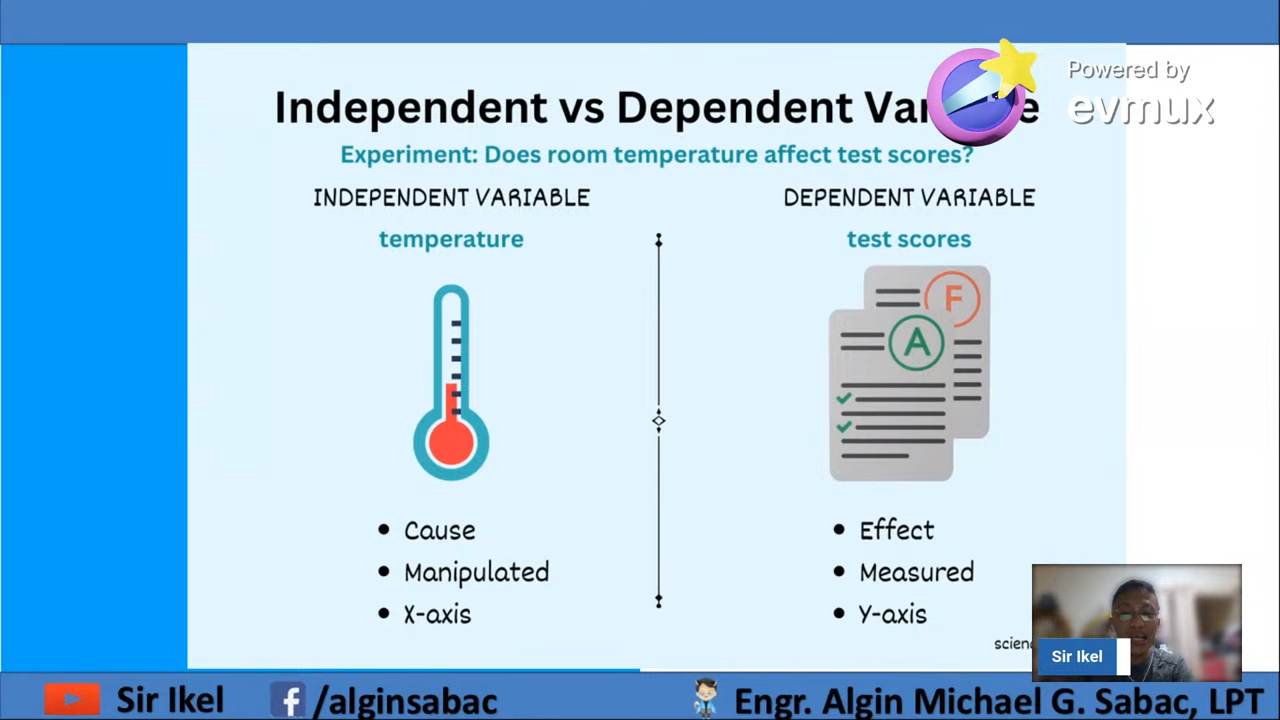 Powered by
evmux
Independent vs Dependent
Experiment: Does room temperature affect test scores?
INDEPENDENT VARIABLE
DEPENDENT VARIABLE
temperature
test scores
F
A
• Cause
• Manipulated
• X-axis
• Effect
• Measured
• Y-axis
Sir Ikel
Sir Ikel
/alginsabac
Engr. Algin Michael G. Sabac, LPT